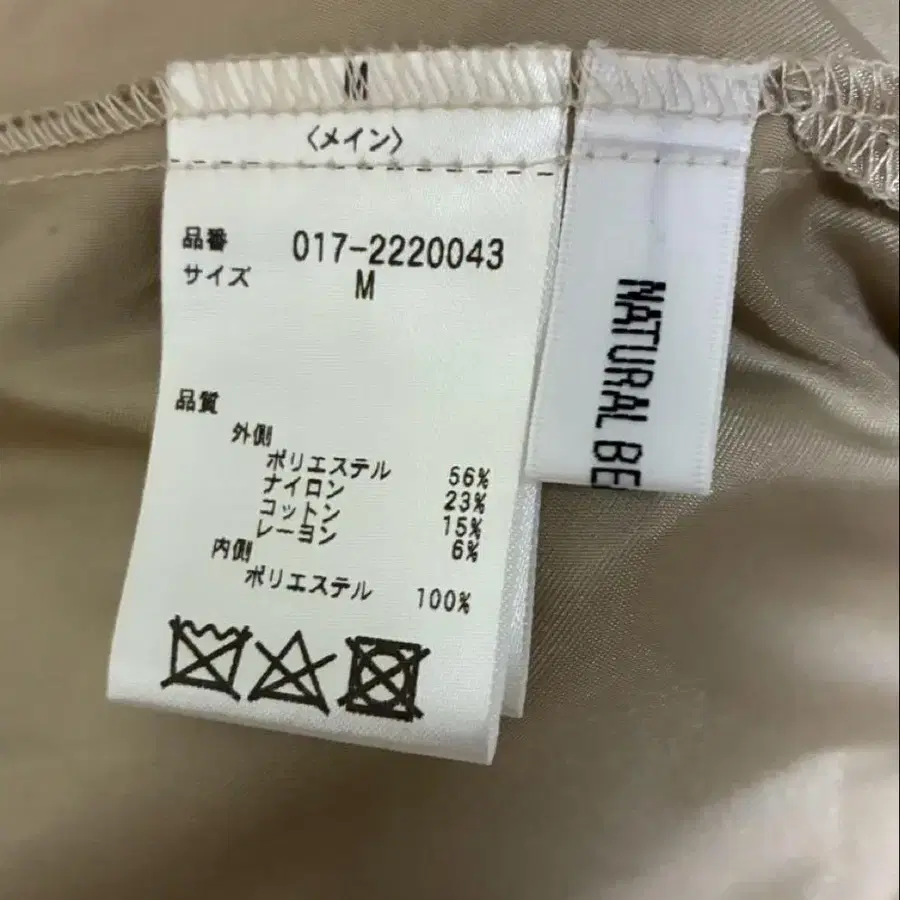 M
〈メイン〉
品番 017-2220043
サイズ M
品質
外側
ポリエステル 56%
ナイロン 23%
コットン 15%
レーヨン 6%
内側
ポリエステル 100%
NATURAL BE